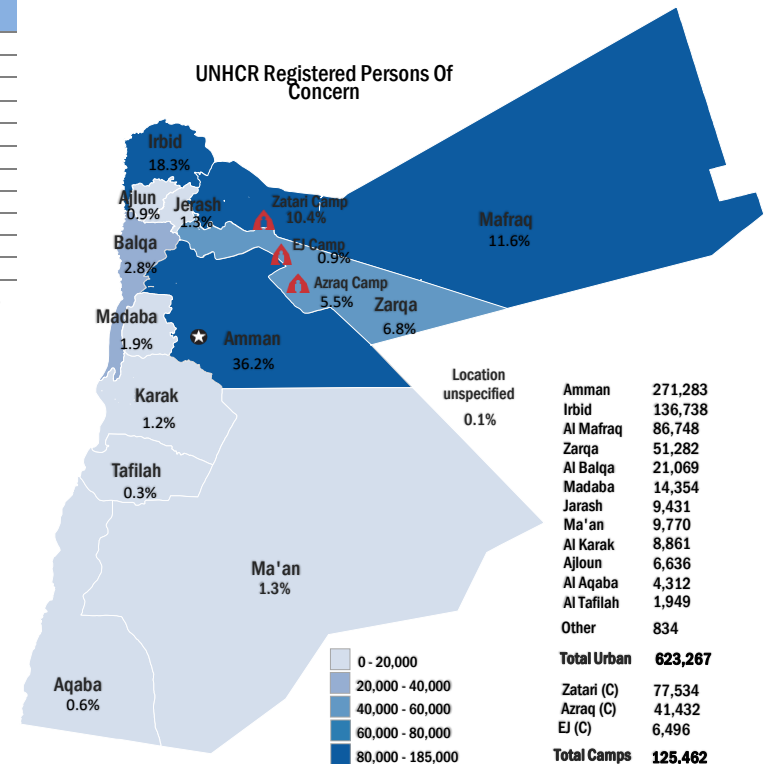 UNHCR Registered Persons Of
Concern
Irbid
18.3%
Ajlun
0.9%
Jerash
1.3%
Zatari Camp
10.4%
Mafraq
11.6%
Balqa
2.8%
EJ Camp
0.9%
Azraq Camp
5.5%
Zarqa
6.8%
Madaba
1.9%
Amman
36.2%
Location
unspecified
0.1%
Karak
1.2%
Tafilah
0.3%
Ma'an
1.3%
Aqaba
0.6%
0 - 20,000
20,000 - 40,000
40,000 - 60,000
60,000 - 80,000
80,000 - 185,000
Amman 271,283
Irbid 136,738
Al Mafraq 86,748
Zarqa 51,282
Al Balqa 21,069
Madaba 14,354
Jarash 9,431
Ma'an 9,770
Al Karak 8,861
Ajloun 6,636
Al Aqaba 4,312
Al Tafilah 1,949
Other 834
Total Urban 623,267
Zatari (C) 77,534
Azraq (C) 41,432
EJ (C) 6,496
Total Camps 125,462